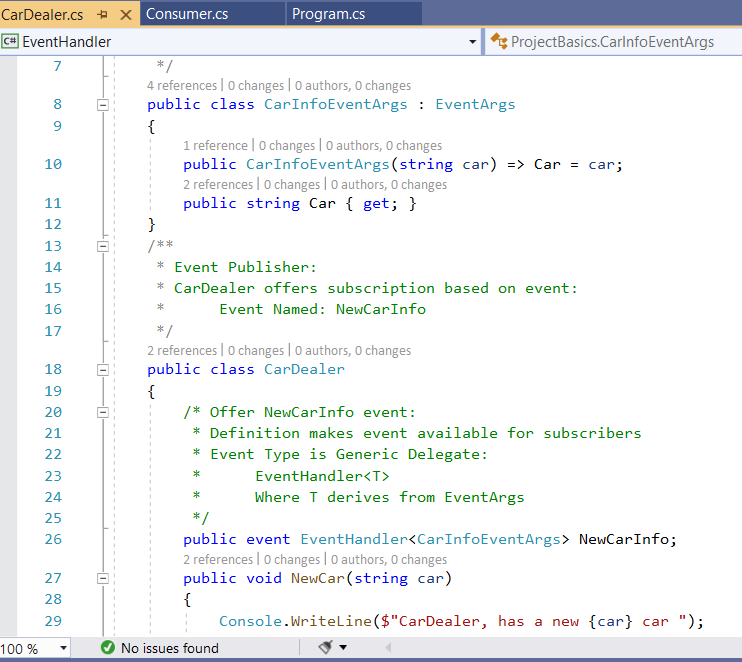 CarDealer.cs Consumer.cs Program.cs
C# EventHandler ProjectBasics.CarInfoEventArgs
7 */
4 references | 0 changes | 0 authors, 0 changes
8 public class CarInfoEventArgs : EventArgs
9 {
1 reference | 0 changes | 0 authors, 0 changes
10 public CarInfoEventArgs(string car) => Car = car;
2 references | 0 changes | 0 authors, 0 changes
11 public string Car { get; }
12 }
13 /**
14 * Event Publisher:
15 * CarDealer offers subscription based on event:
16 * Event Named: NewCarInfo
17 */
2 references | 0 changes | 0 authors, 0 changes
18 public class CarDealer
19 {
20 /* Offer NewCarInfo event:
21 * Definition makes event available for subscribers
22 * Event Type is Generic Delegate:
23 * EventHandler<T>
24 * Where T derives from EventArgs
25 */
26 public event EventHandler<CarInfoEventArgs> NewCarInfo;
2 references | 0 changes | 0 authors, 0 changes
27 public void NewCar(string car)
28 {
29 Console.WriteLine($"CarDealer, has a new {car} car ");
100 % No issues found